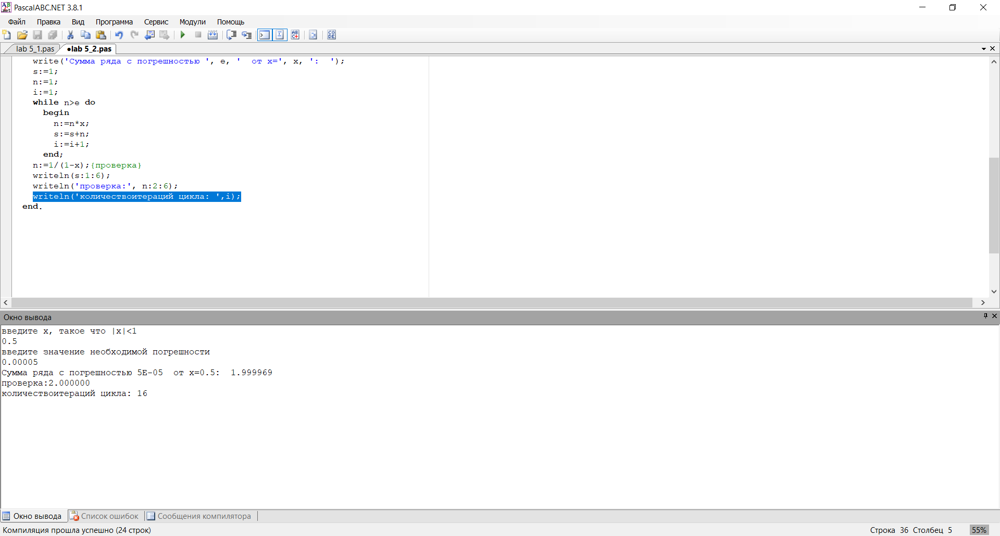 PascalABC.NET 3.8.1
Файл Правка Вид Программа Сервис Модули Помощь
lab 5_1.pas •lab 5_2.pas
write('Сумма ряда с погрешностью ', e, '  от x=', x, ':  ');
s:=1;
n:=1;
i:=1;
while n>e do
begin
n:=n*x;
s:=s+n;
i:=i+1;
end;
n:=1/(1-x);{проверка}
writeln(s:1:6);
writeln('проверка:', n:2:6);
writeln('количествоитераций цикла: ',i);
end.
Окно вывода
введите x, такое что |x|<1
0.5
введите значение необходимой погрешности
0.00005
Сумма ряда с погрешностью 5E-05  от x=0.5:  1.999969
проверка:2.000000
количествоитераций цикла: 16
Окно вывода Список ошибок Сообщения компилятора
Компиляция прошла успешно (24 строк) Строка 36 Столбец 5 55%